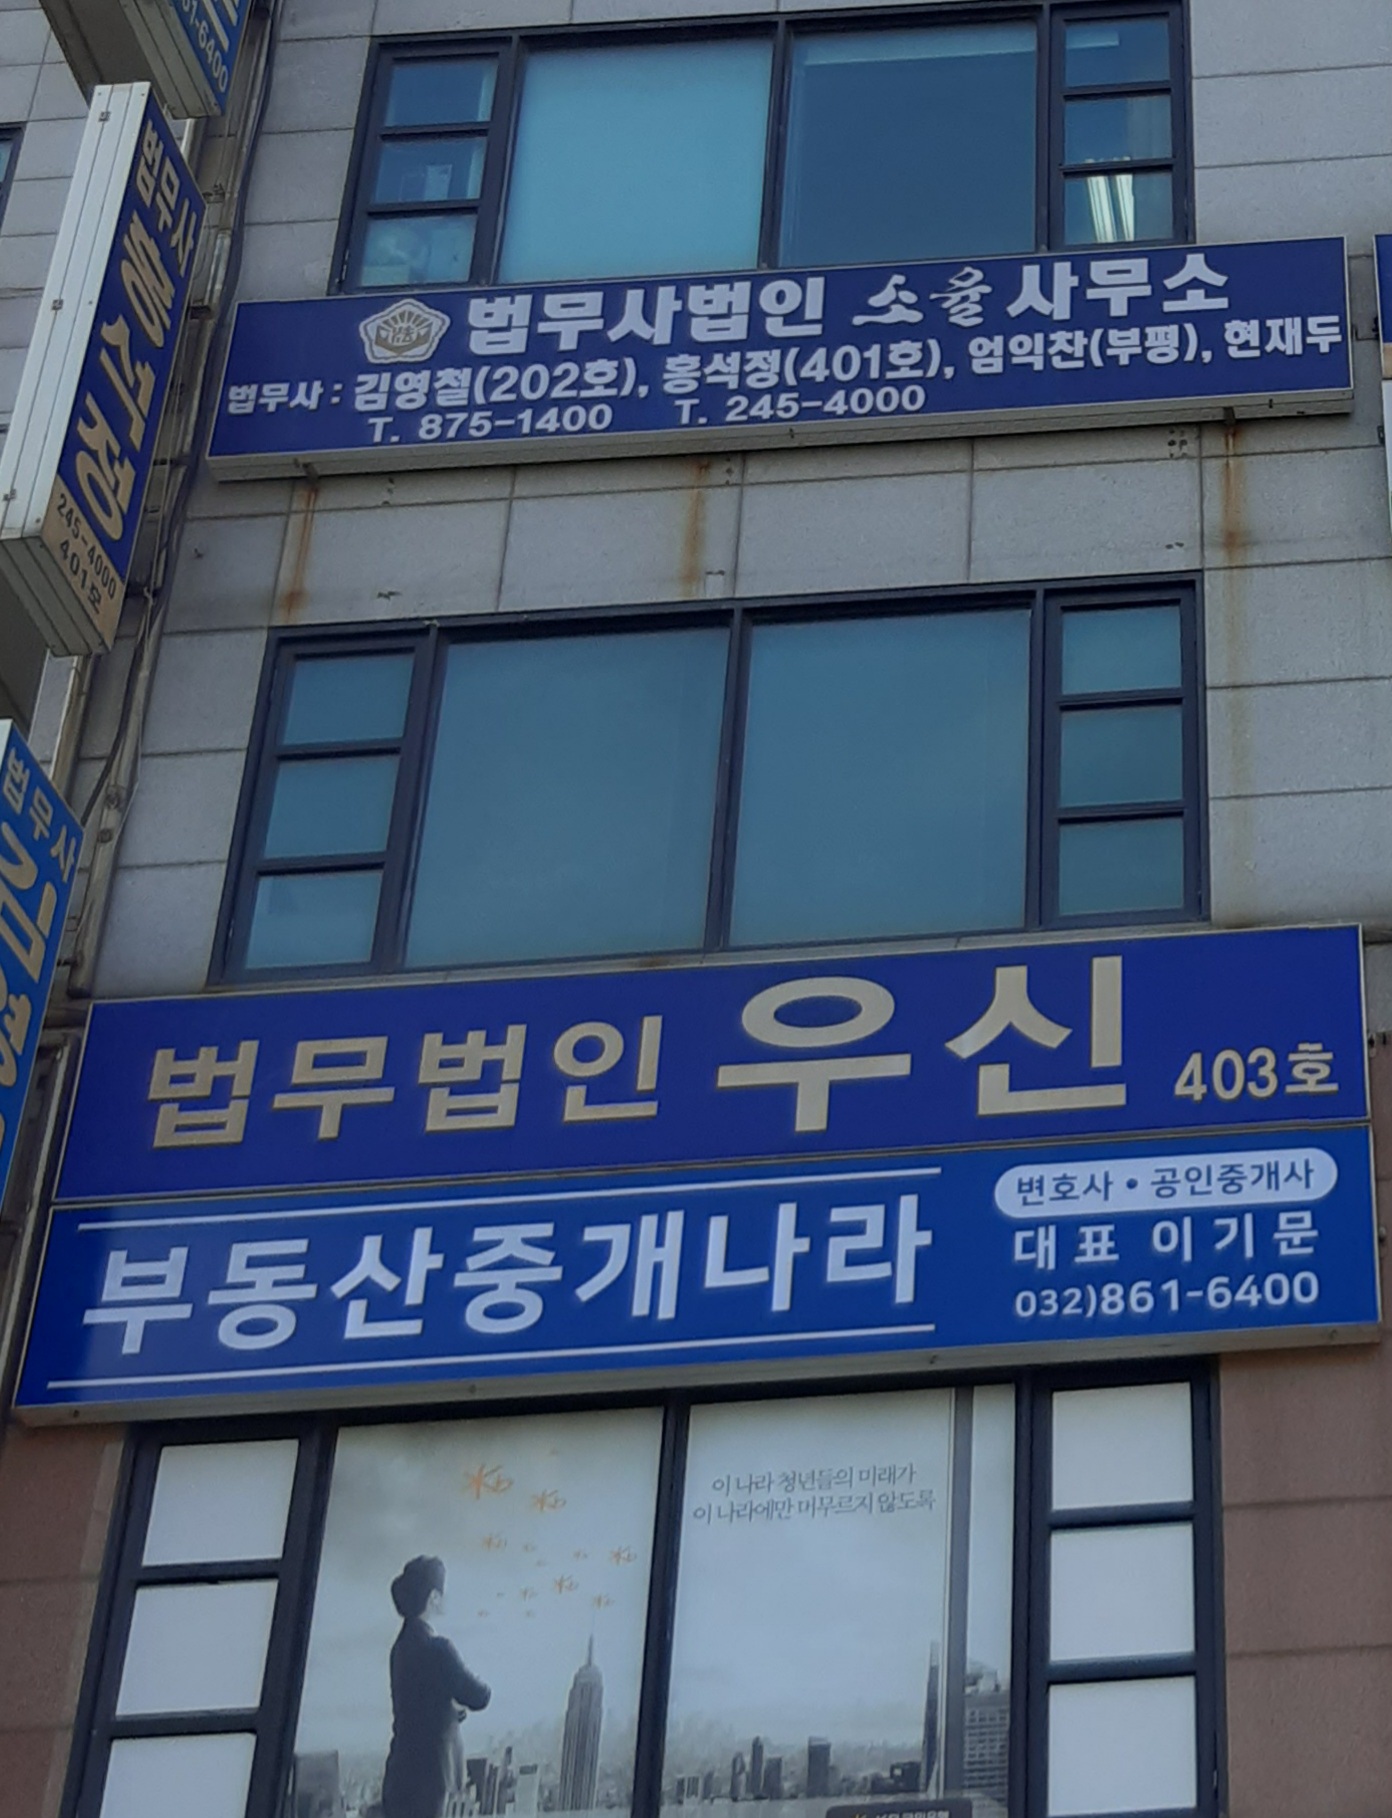 법무사
홍석정
245-4000
401호
법무사법인 소율 사무소
법무사 : 김영철(202호), 홍석정(401호), 엄익찬(부평), 현재두
T. 875-1400 T. 245-4000
법무사
법무법인 우신 403호
부동산중개나라
변호사 • 공인중개사
대표 이기문
032)861-6400
이 나라 청년들의 미래가
이 나라에만 머무르지 않도록